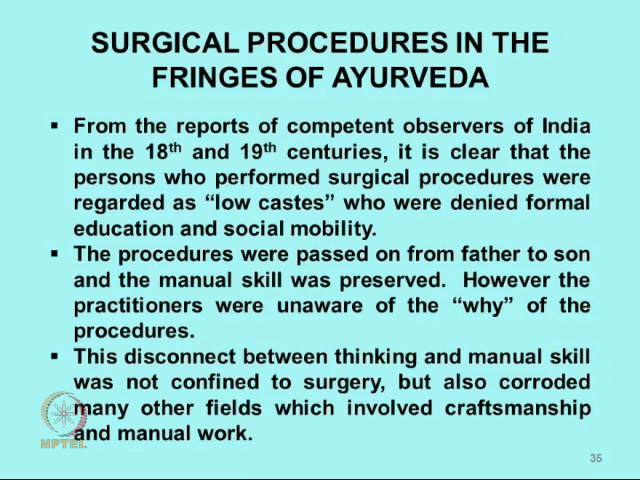 SURGICAL PROCEDURES IN THE
FRINGES OF AYURVEDA
▪ From the reports of competent observers of India
in the 18th and 19th centuries, it is clear that the
persons who performed surgical procedures were
regarded as “low castes” who were denied formal
education and social mobility.
▪ The procedures were passed on from father to son
and the manual skill was preserved. However the
practitioners were unaware of the “why” of the
procedures.
▪ This disconnect between thinking and manual skill
was not confined to surgery, but also corroded
many other fields which involved craftsmanship
and manual work.
NPTEL
35